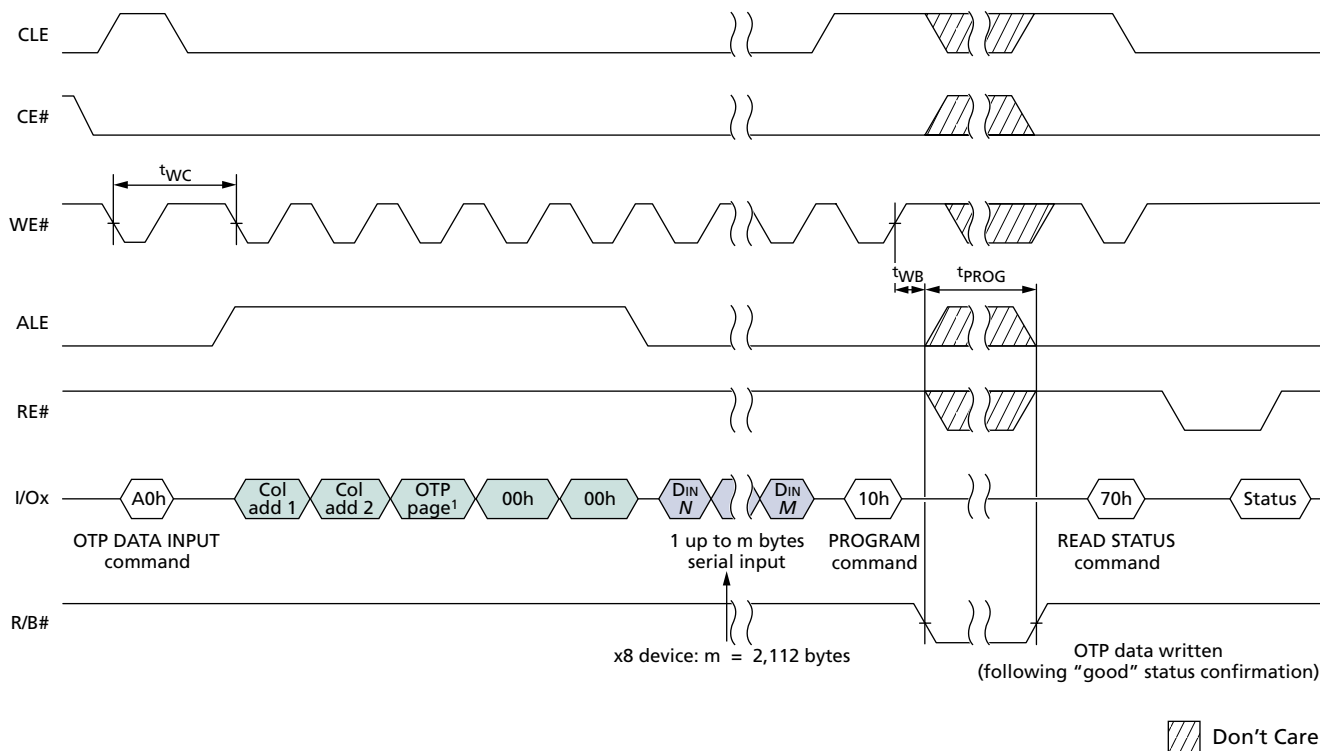 CLE
CE#
tWC
WE#
tWB
tPROG
ALE
RE#
I/Ox
A0h
Col
add 1
Col
add 2
OTP
page1
00h
00h
DIN
N
DIN
M
10h
70h
Status
OTP DATA INPUT
command
1 up to m bytes
serial input
PROGRAM
command
READ STATUS
command
R/B#
x8 device: m = 2,112 bytes
OTP data written
(following “good” status confirmation)
Don't Care